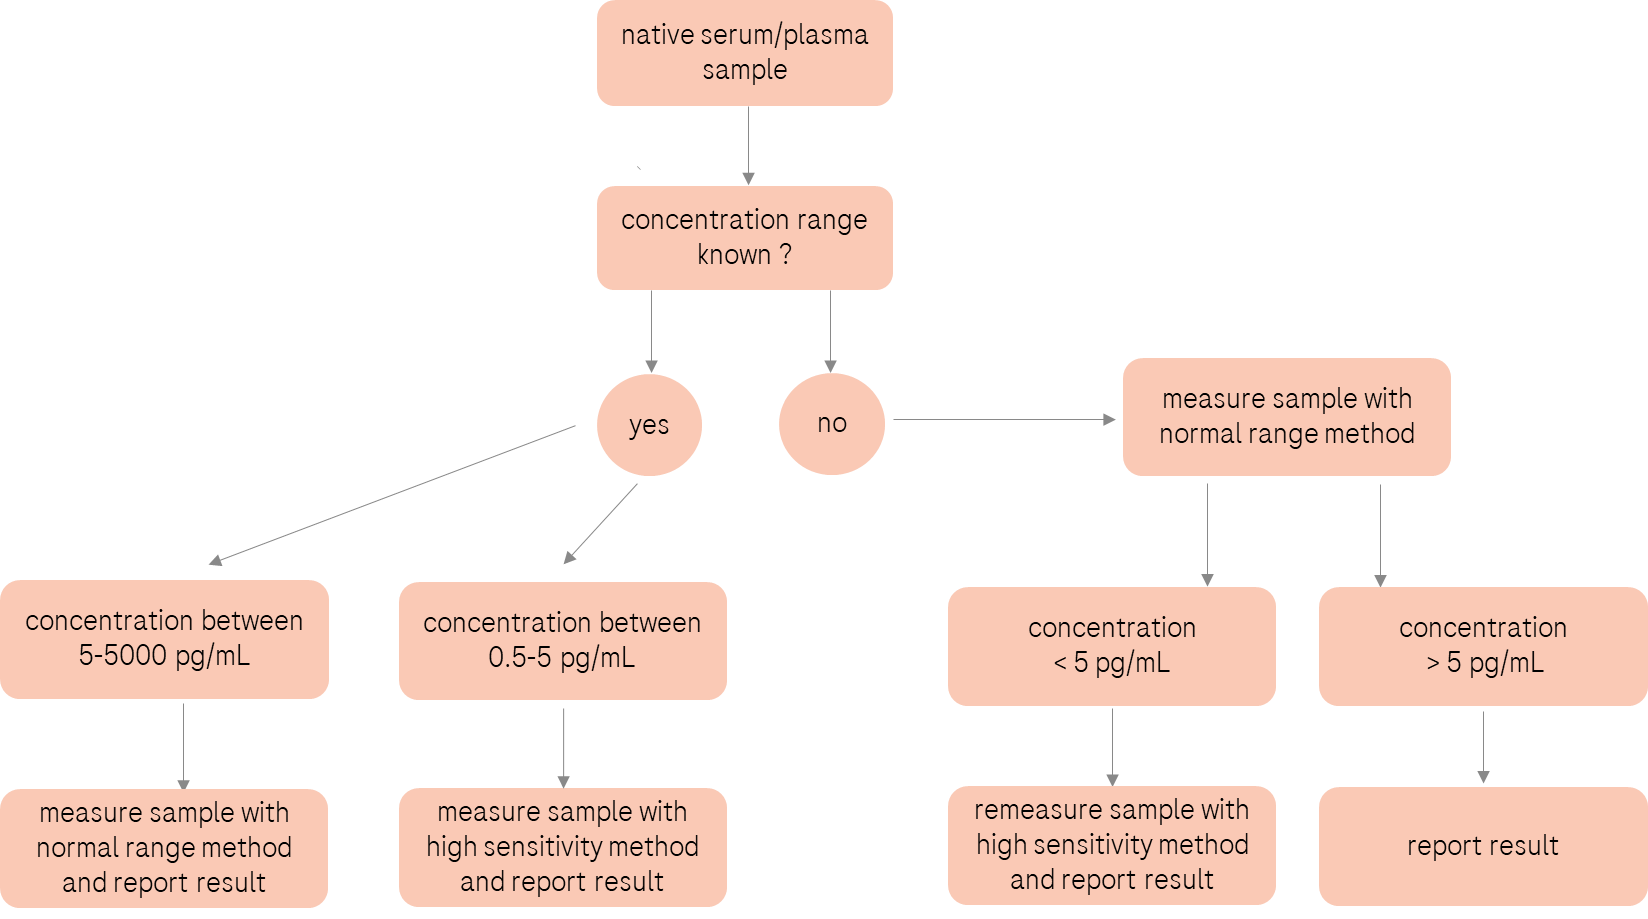 native serum/plasma
sample
concentration range
known ?
yes
no
measure sample with
normal range method
concentration between
5-5000 pg/mL
concentration between
0.5-5 pg/mL
concentration
< 5 pg/mL
concentration
> 5 pg/mL
measure sample with
normal range method
and report result
measure sample with
high sensitivity method
and report result
remeasure sample with
high sensitivity method
and report result
report result